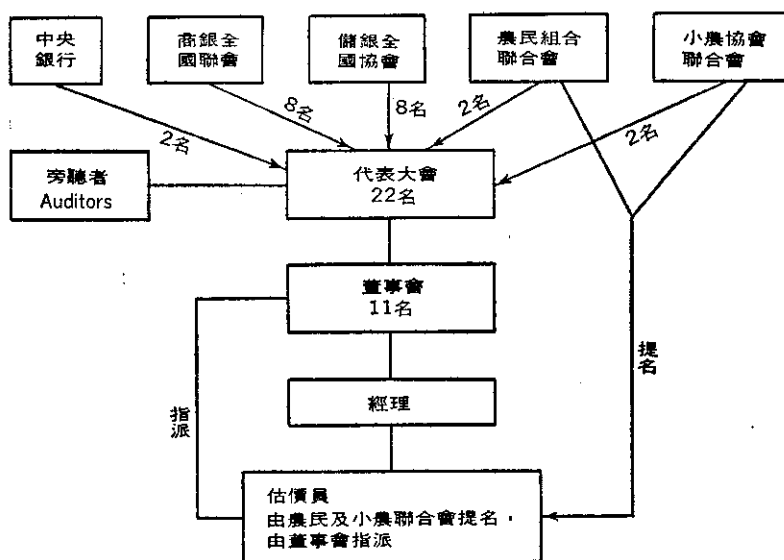 中央
銀行
商銀全
國聯會
儲銀全
國協會
農民組合
聯合會
小農協會
聯合會
2名
8名
8名
2名
2名
旁聽者
Auditors
代表大會
22名
董事會
11名
指派
提名
經理
估價員
由農民及小農聯合會提名，
由董事會指派